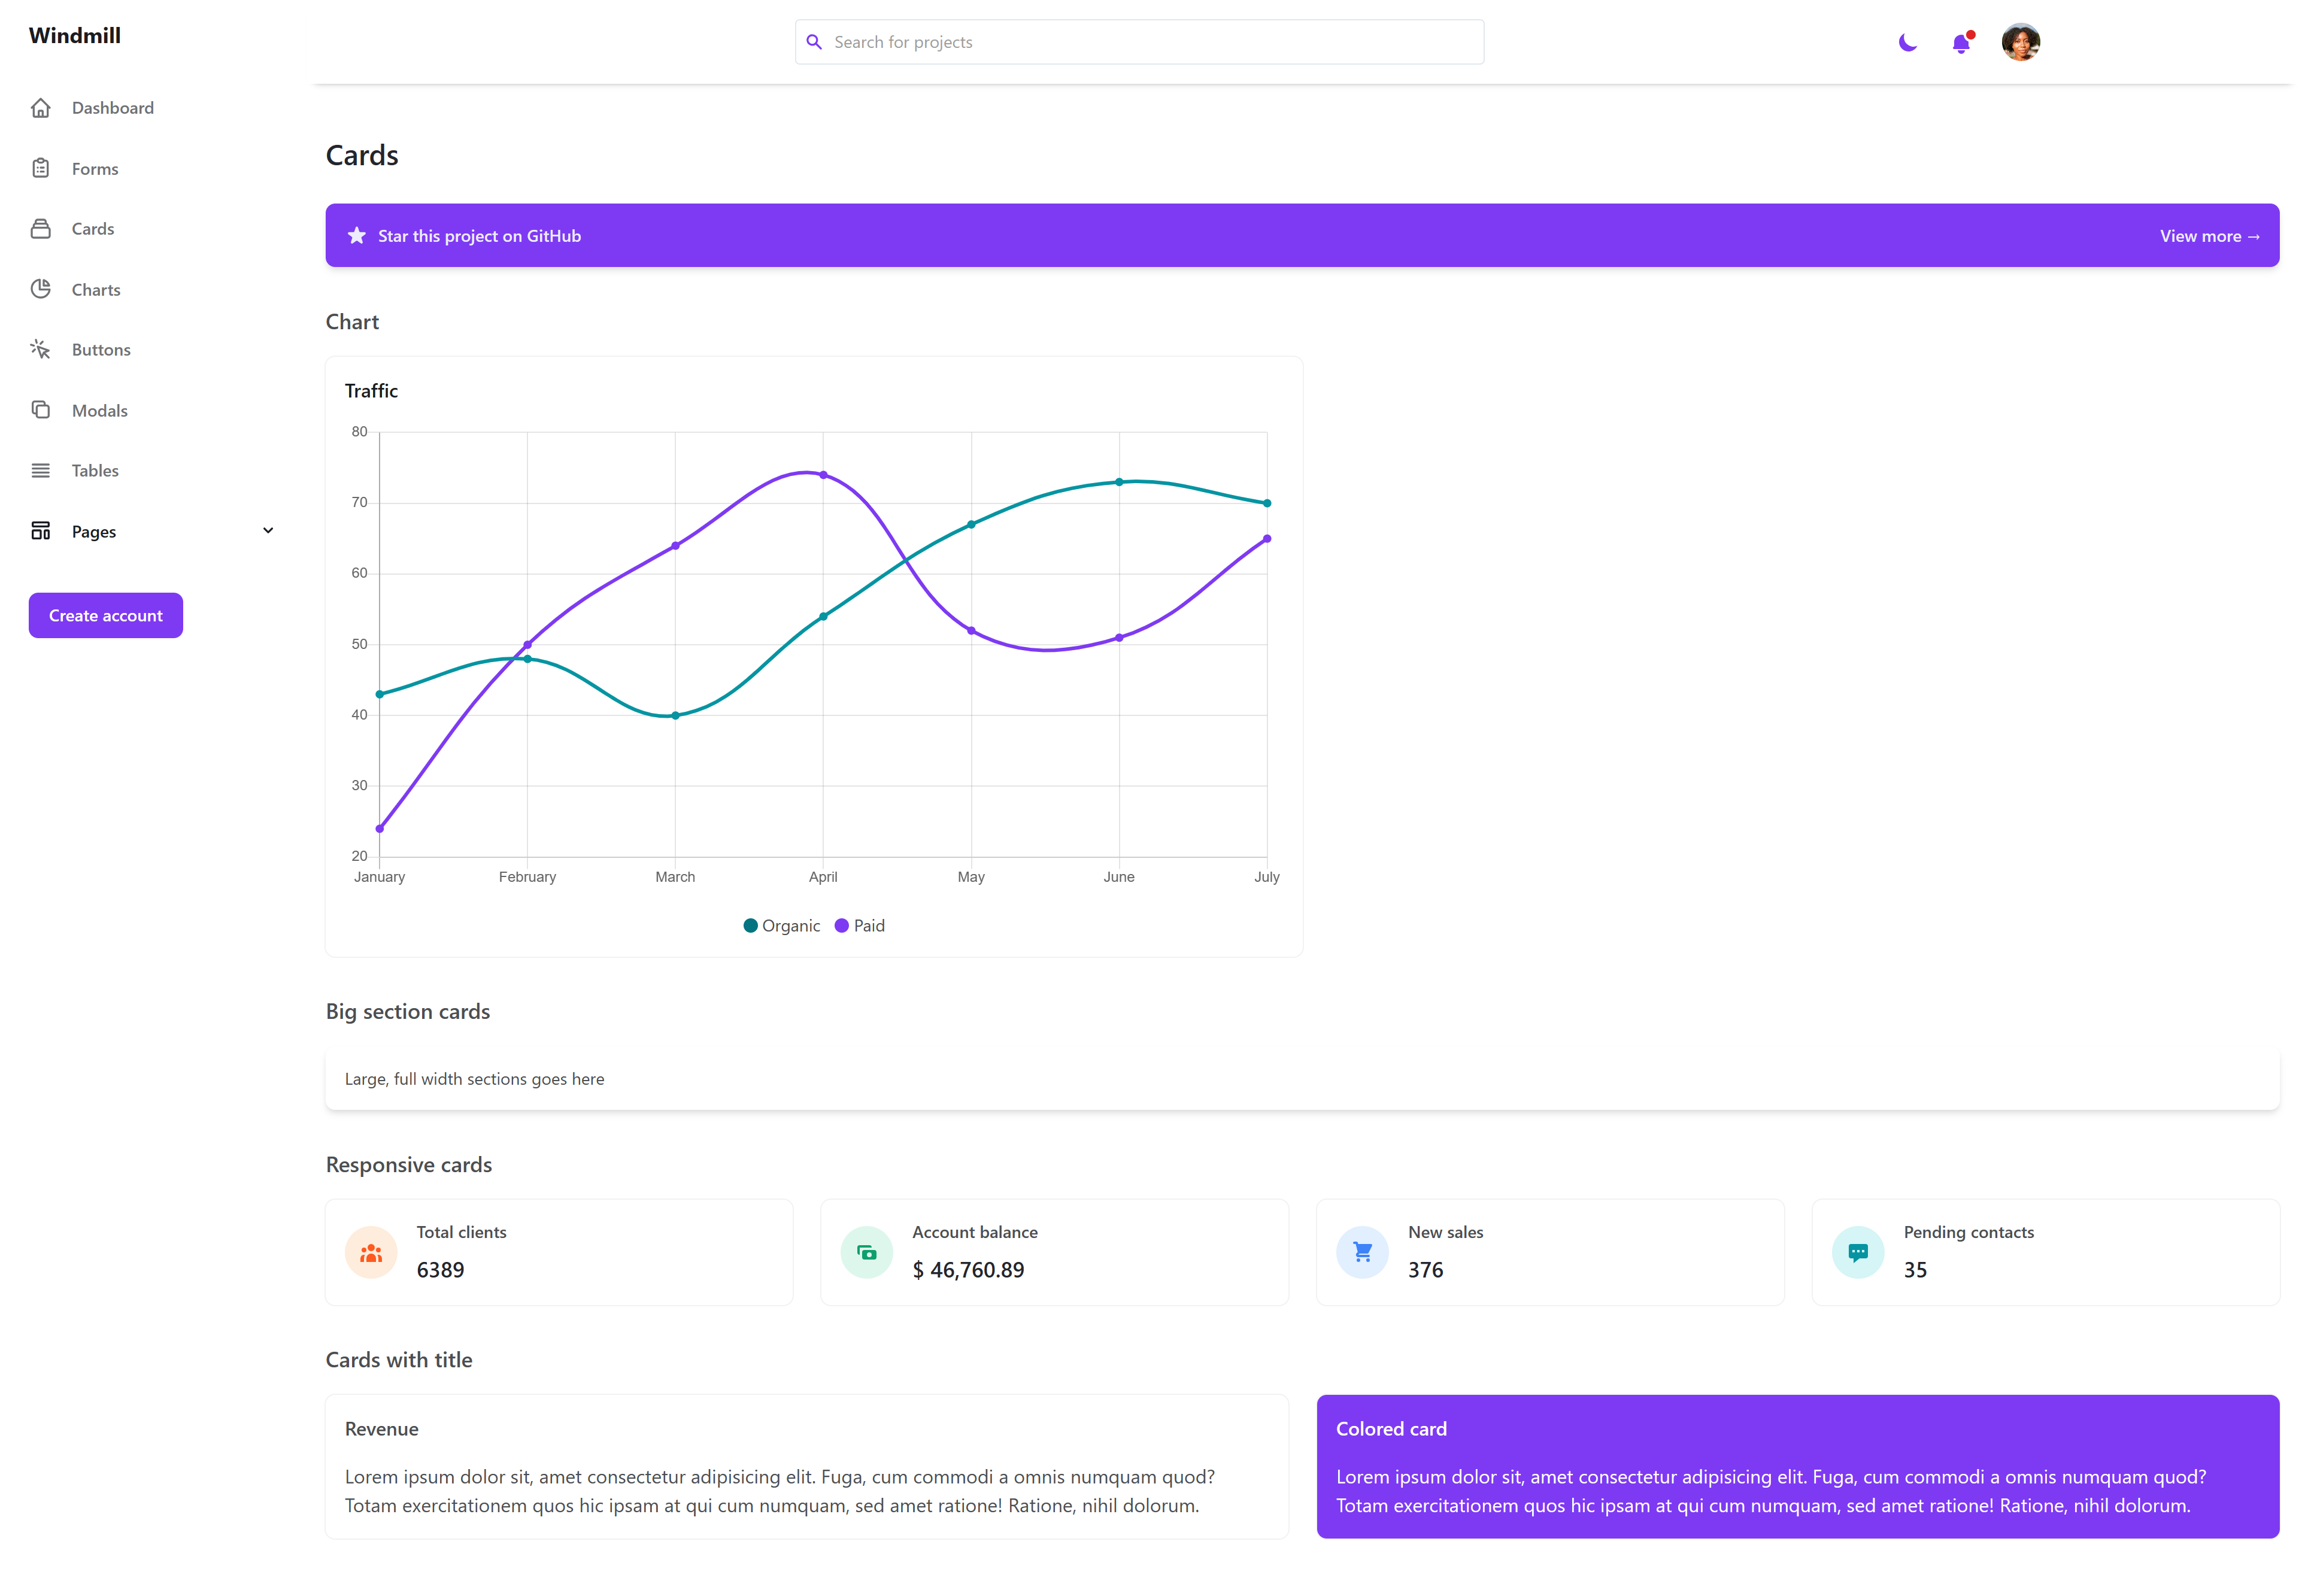 Windmill
Search for projects
Dashboard
Forms
Cards
Charts
Buttons
Modals
Tables
Pages
Create account
Cards
Star this project on GitHub
View more →
Chart
Traffic
80
70
60
50
40
30
20
January February March April May June July
Organic Paid
Big section cards
Large, full width sections goes here
Responsive cards
Total clients
6389
Account balance
$ 46,760.89
New sales
376
Pending contacts
35
Cards with title
Revenue
Lorem ipsum dolor sit, amet consectetur adipisicing elit. Fuga, cum commodi a omnis numquam quod?
Totam exercitationem quos hic ipsam at qui cum numquam, sed amet ratione! Ratione, nihil dolorum.
Colored card
Lorem ipsum dolor sit, amet consectetur adipisicing elit. Fuga, cum commodi a omnis numquam quod?
Totam exercitationem quos hic ipsam at qui cum numquam, sed amet ratione! Ratione, nihil dolorum.